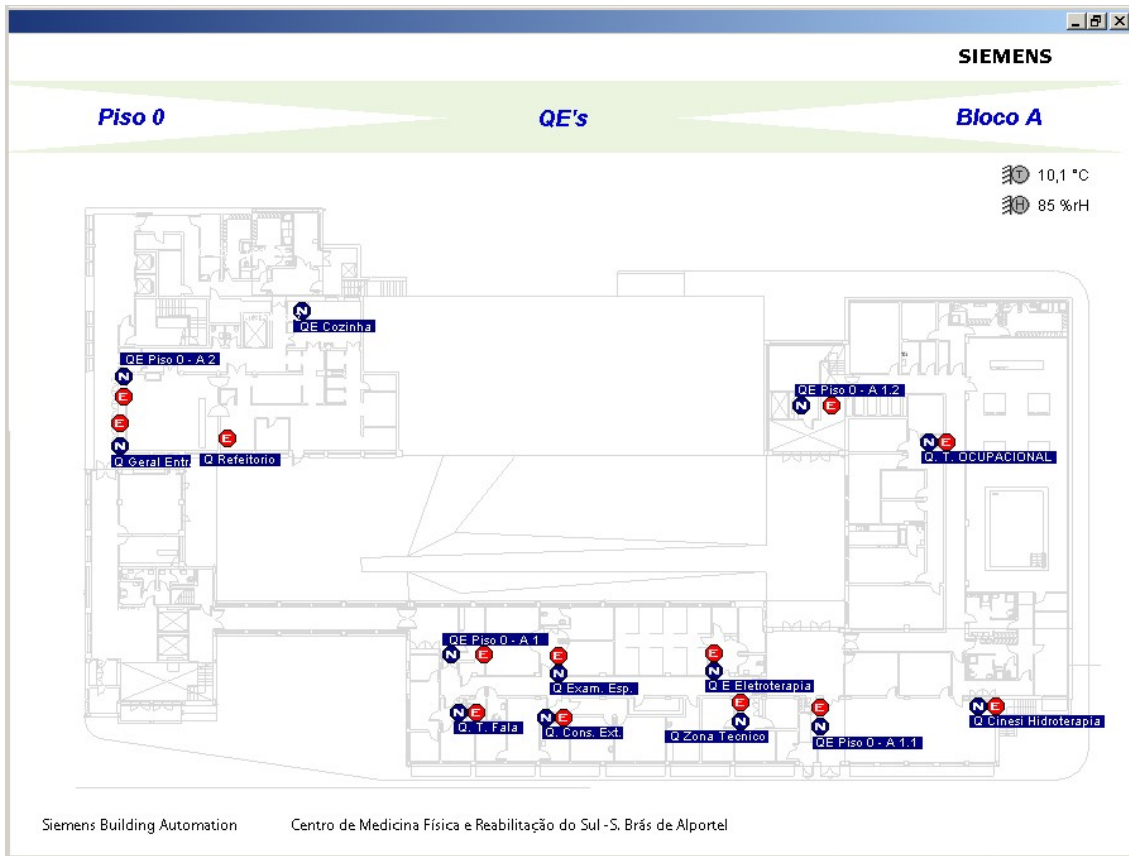 SIEMENS
Piso 0
QE's
Bloco A
T 10,1 °C
H 85 %rH
N
QE Cozinha
QE Piso 0 - A 2
N
E
E
N
Q Geral Entr
E
Q Refeitorio
QE Piso 0 - A 1.2
N E
N E
Q. T. OCUPACIONAL
QE Piso 0 - A 1
N E
E
N
Q Exam. Esp.
E
N
Q E Eletroterapia
N E
Q. T. Fala
N E
Q. Cons. Ext.
E
N
Q Zona Tecnico
E
N
QE Piso 0 - A 1.1
N E
Q Cinesi Hidroterapia
Siemens Building Automation
Centro de Medicina Física e Reabilitação do Sul -S. Brás de Alportel